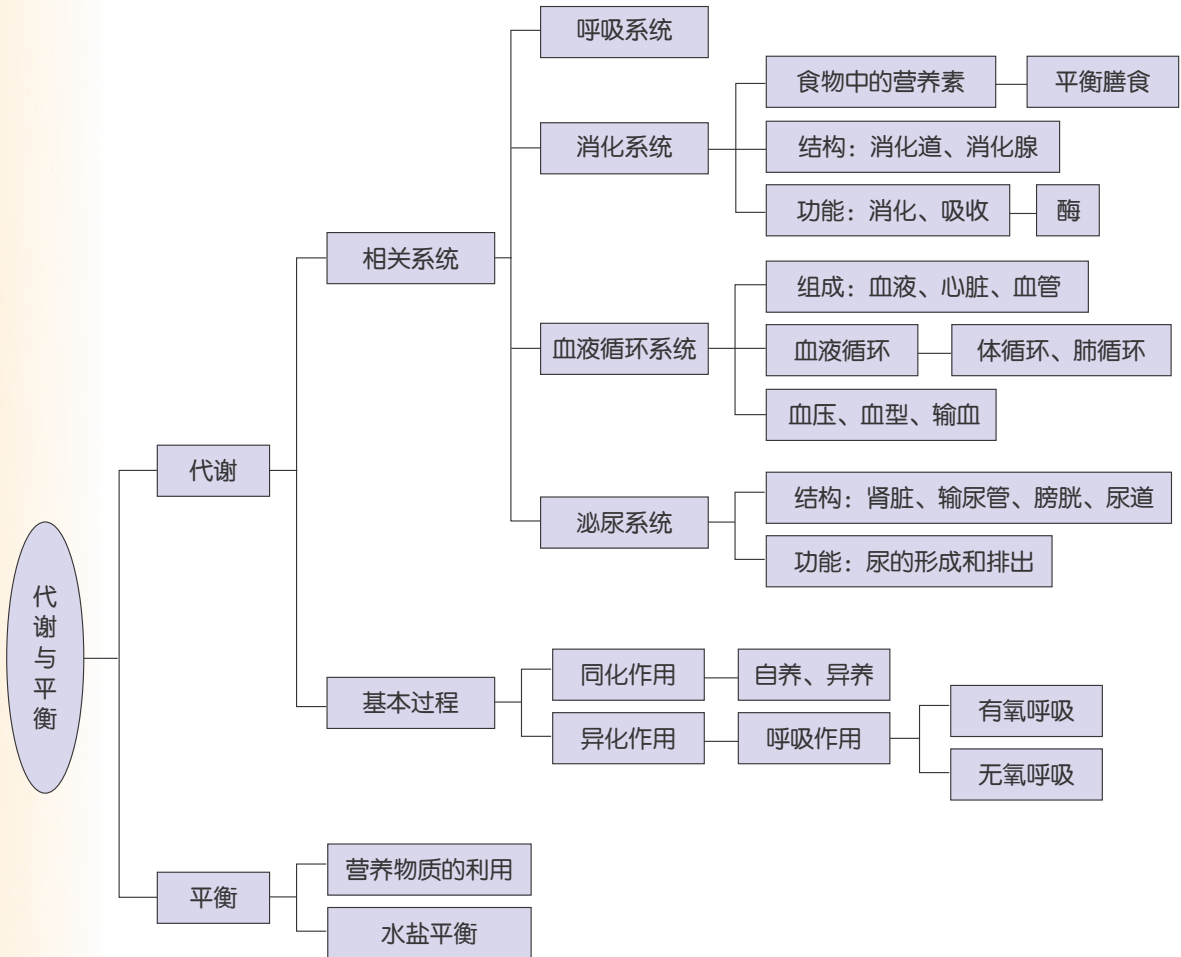 代谢与平衡
代谢
相关系统
呼吸系统
消化系统
食物中的营养素
平衡膳食
结构：消化道、消化腺
功能：消化、吸收
酶
血液循环系统
组成：血液、心脏、血管
血液循环
体循环、肺循环
血压、血型、输血
泌尿系统
结构：肾脏、输尿管、膀胱、尿道
功能：尿的形成和排出
基本过程
同化作用
自养、异养
异化作用
呼吸作用
有氧呼吸
无氧呼吸
平衡
营养物质的利用
水盐平衡